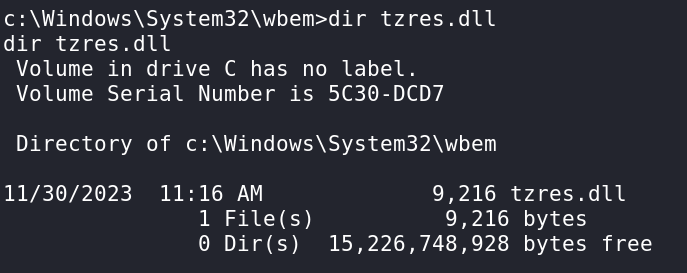 c:\Windows\System32\wbem>dir tzres.dll
dir tzres.dll
 Volume in drive C has no label.
 Volume Serial Number is 5C30-DCD7

 Directory of c:\Windows\System32\wbem

11/30/2023  11:16 AM             9,216 tzres.dll
               1 File(s)          9,216 bytes
               0 Dir(s)  15,226,748,928 bytes free